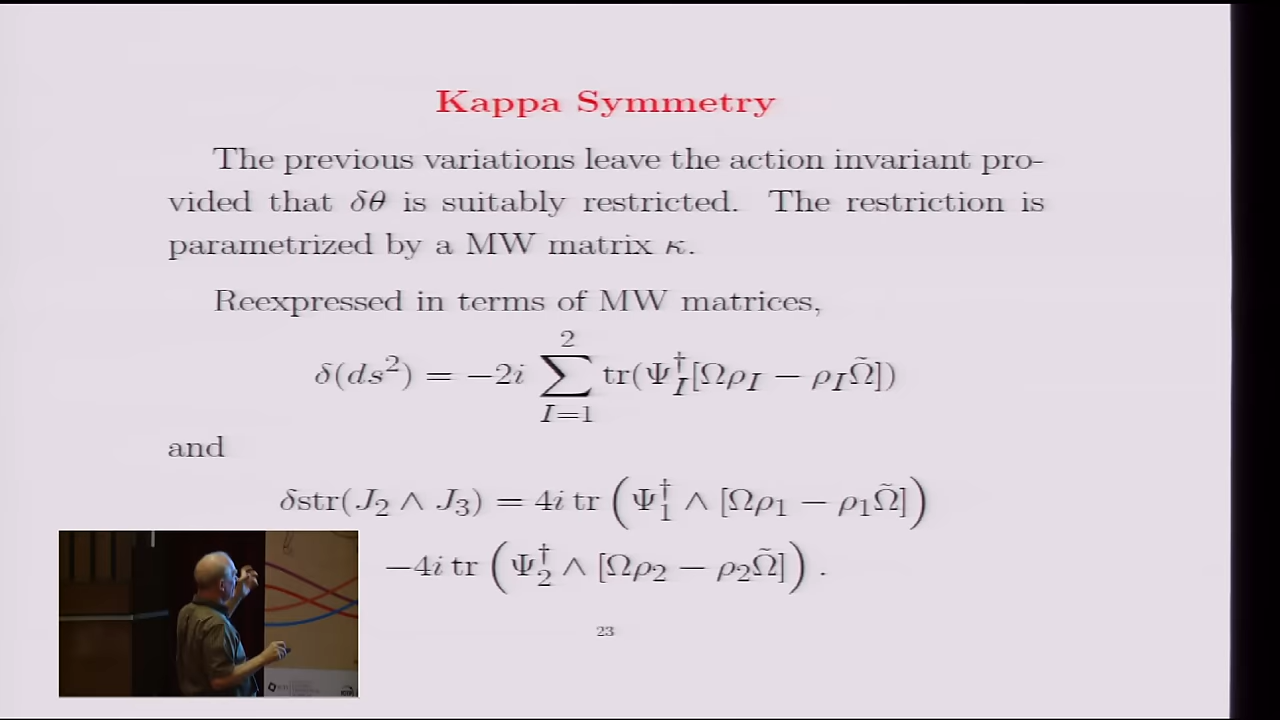 Kappa Symmetry
The previous variations leave the action invariant pro-
vided that δθ is suitably restricted. The restriction is
parametrized by a MW matrix κ.
Reexpressed in terms of MW matrices,
δ(ds²) = −2i ∑_{I=1}^{2} tr(Ψ_I^†[Ωρ_I − ρ_I Ω̃])
and
δstr(J₂ ∧ J₃) = 4i tr (Ψ₁^† ∧ [Ωρ₁ − ρ₁Ω̃])
−4i tr (Ψ₂^† ∧ [Ωρ₂ − ρ₂Ω̃]) .
23